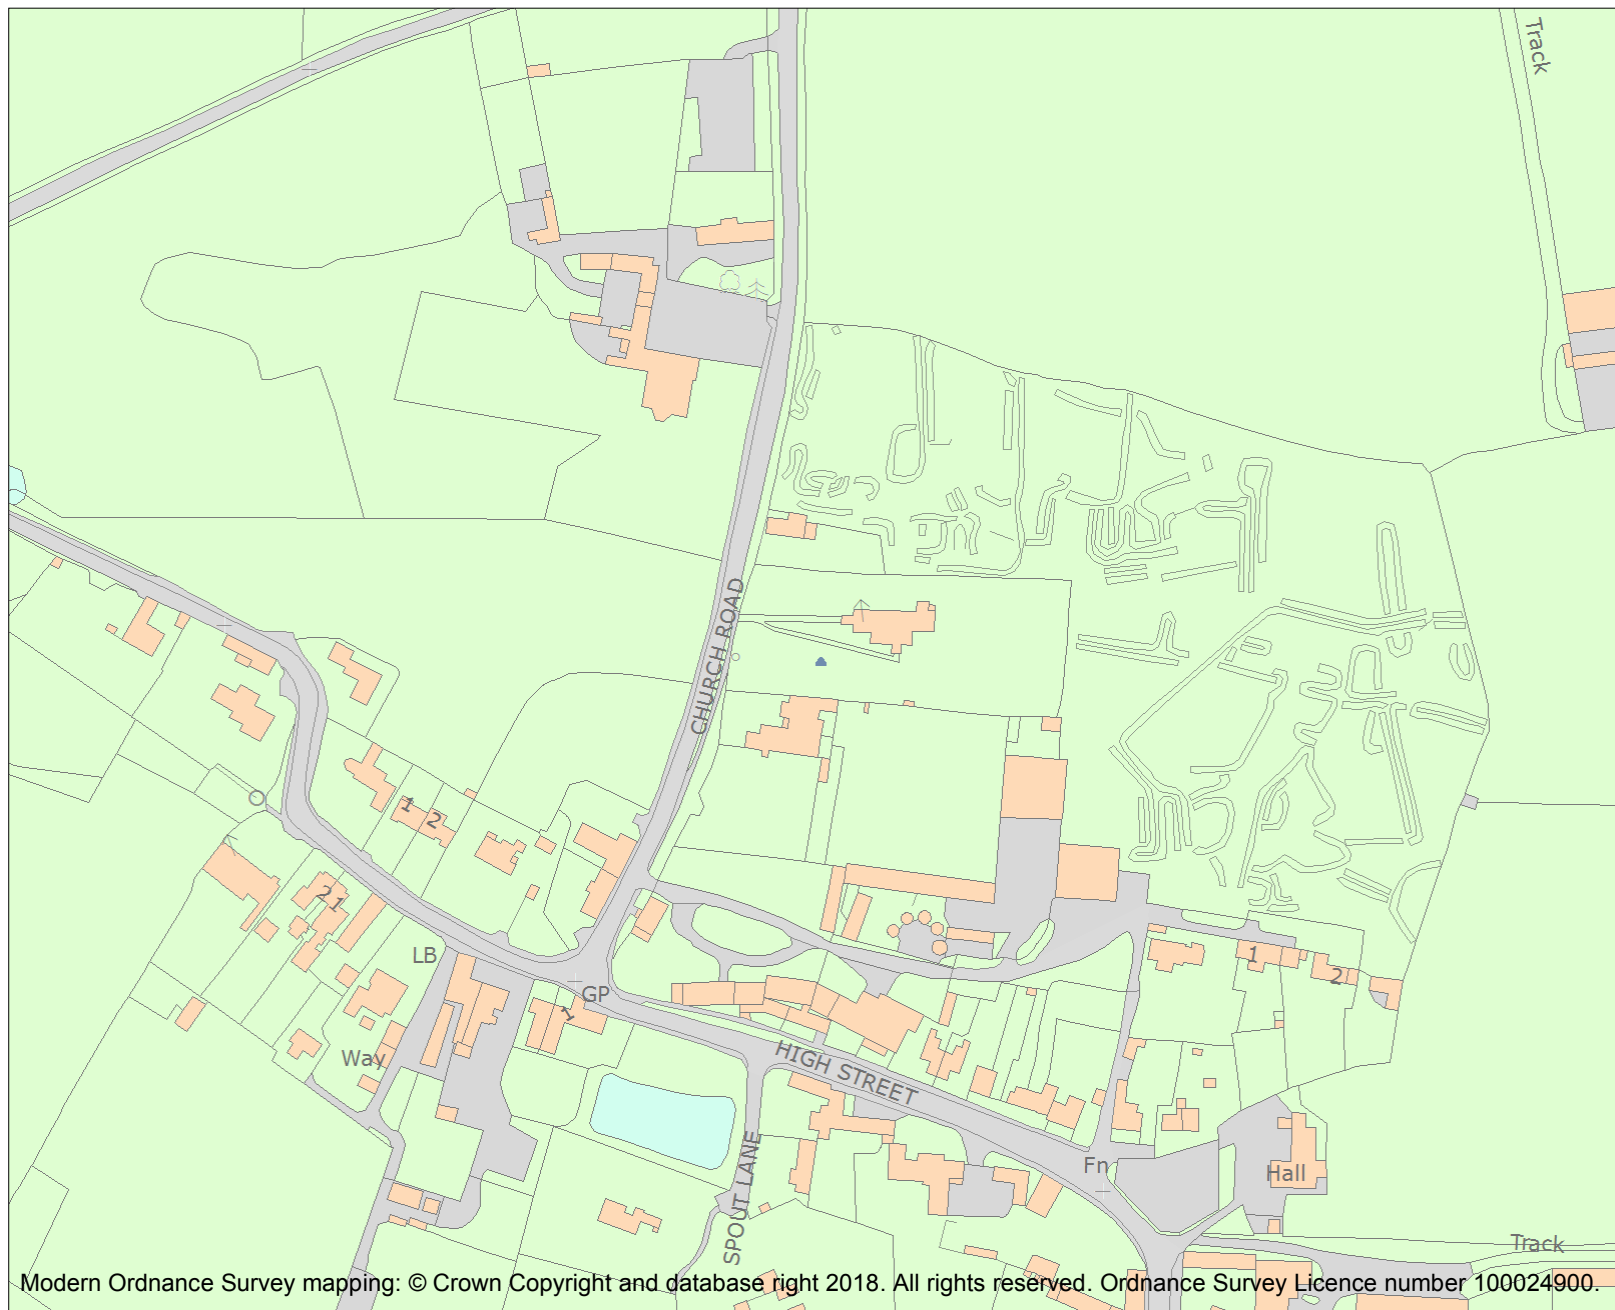 Track
CHURCH ROAD
1
2
2
1
LB
GP
1
1
2
Way
HIGH STREET
SPOUT LANE
Fn
Hall
Track
Modern Ordnance Survey mapping: © Crown Copyright and database right 2018. All rights reserved. Ordnance Survey Licence number 100024900.